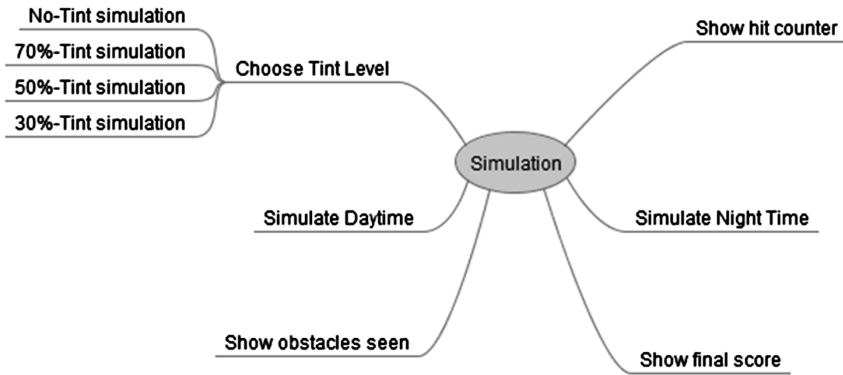 No-Tint simulation
70%-Tint simulation
50%-Tint simulation
30%-Tint simulation
Choose Tint Level
Simulate Daytime
Show obstacles seen
Simulation
Show hit counter
Simulate Night Time
Show final score